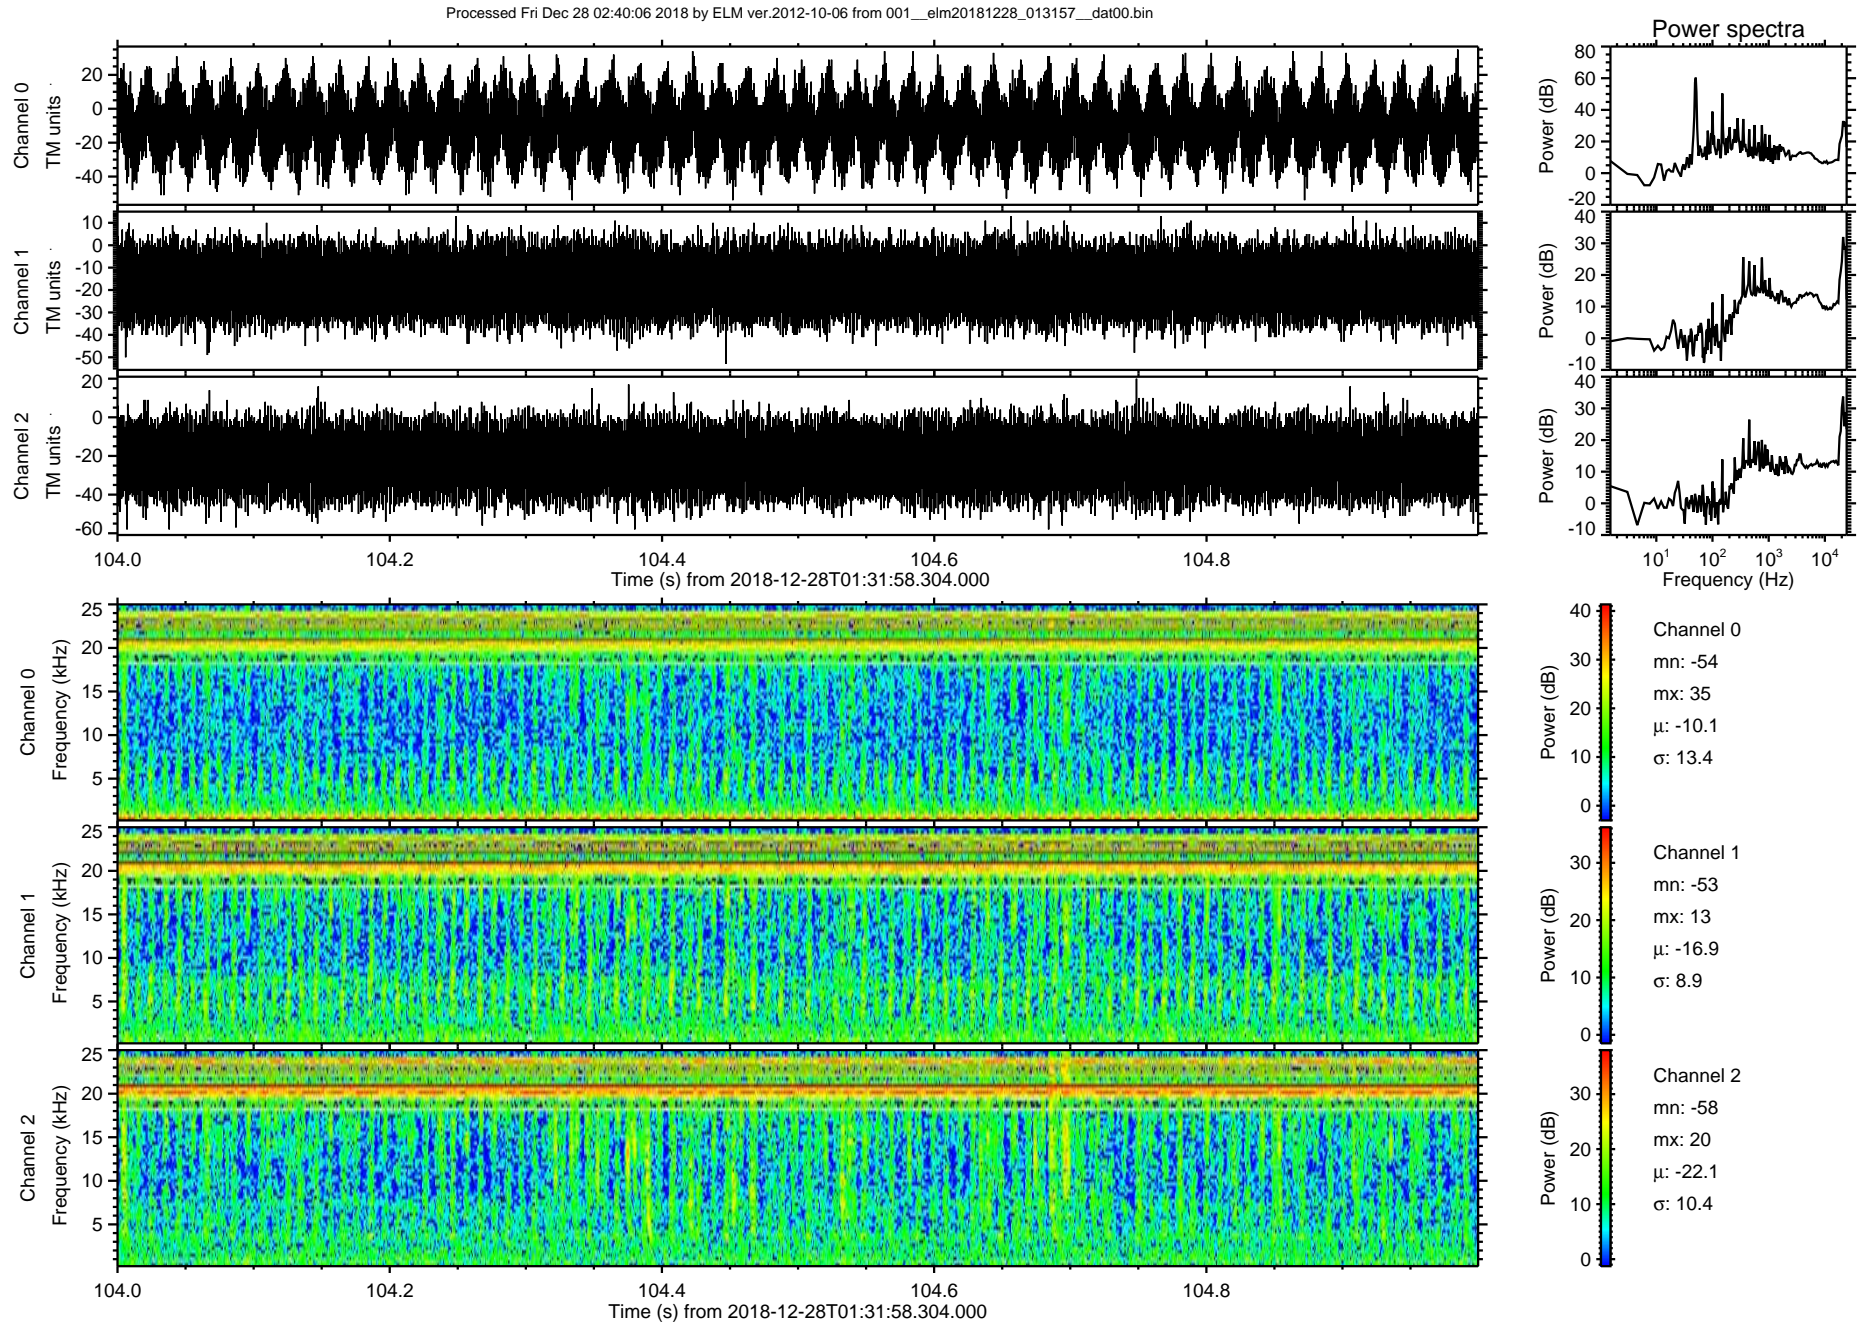 Processed Fri Dec 28 02:40:06 2018 by ELM ver.2012-10-06 from 001__elm20181228_013157__dat00.bin
Power spectra
Channel 0
TM units
20
0
-20
-40
Power (dB)
80
60
40
20
0
-20
Channel 1
TM units
10
0
-10
-20
-30
-40
-50
Power (dB)
40
30
20
10
0
-10
Channel 2
TM units
20
0
-20
-40
-60
Power (dB)
40
30
20
10
0
-10
104.0 104.2 104.4 104.6 104.8
Time (s) from 2018-12-28T01:31:58.304.000
10^1 10^2 10^3 10^4
Frequency (Hz)
Channel 0
Frequency (kHz)
25
20
15
10
5
Power (dB)
40
30
20
10
0
Channel 0
mn: -54
mx: 35
μ: -10.1
σ: 13.4
Channel 1
Frequency (kHz)
25
20
15
10
5
Power (dB)
30
20
10
0
Channel 1
mn: -53
mx: 13
μ: -16.9
σ: 8.9
Channel 2
Frequency (kHz)
25
20
15
10
5
Power (dB)
30
20
10
0
Channel 2
mn: -58
mx: 20
μ: -22.1
σ: 10.4
104.0 104.2 104.4 104.6 104.8
Time (s) from 2018-12-28T01:31:58.304.000